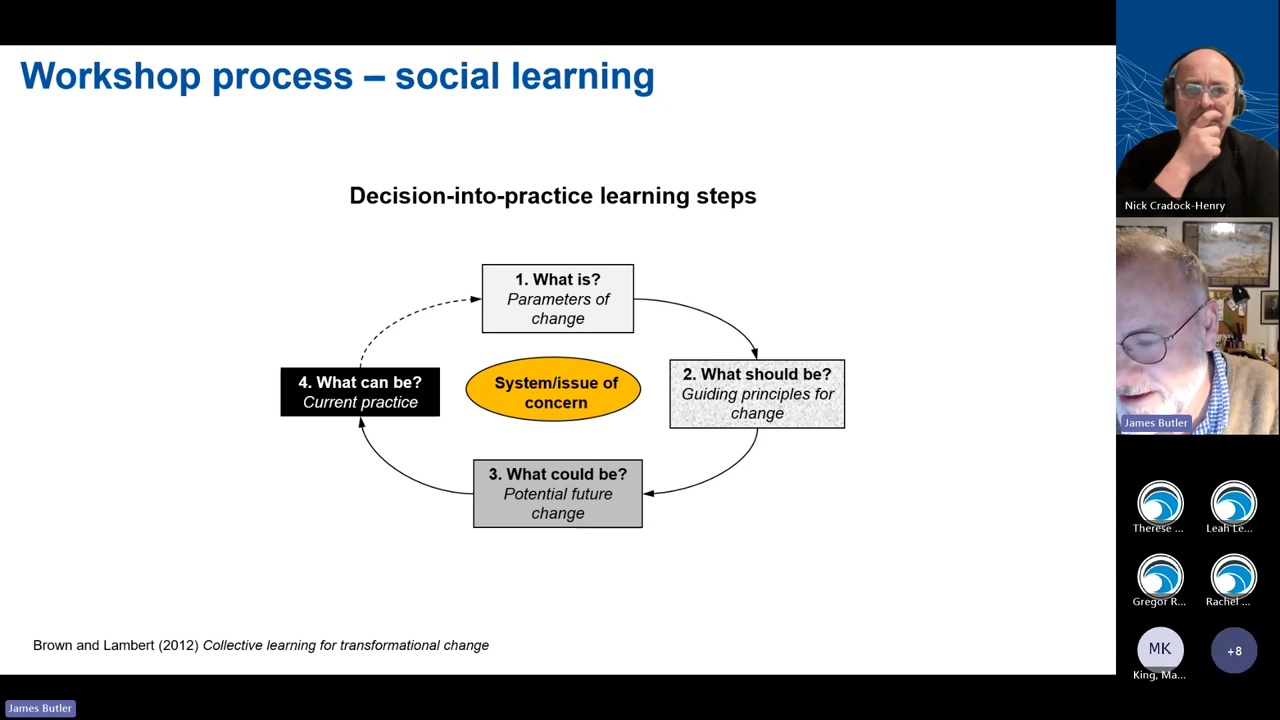 Workshop process – social learning
Decision-into-practice learning steps
1. What is?
Parameters of
change
2. What should be?
Guiding principles for
change
3. What could be?
Potential future
change
4. What can be?
Current practice
System/issue of
concern
Brown and Lambert (2012) Collective learning for transformational change
James Butler
Nick Cradock-Henry
James Butler
Therese ...
Leah Le...
Gregor R...
Rachel ...
MK
King, Ma...
+8